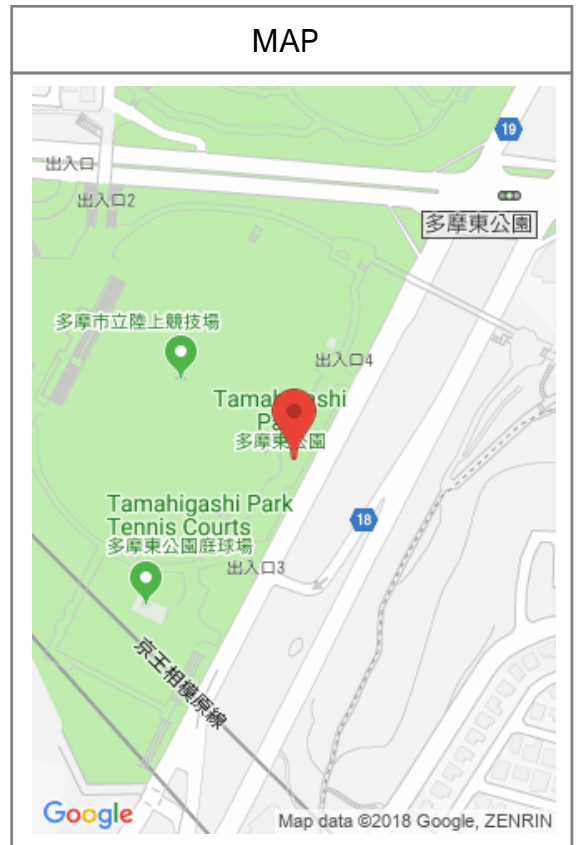 MAP
19
出入口
出入口2
多摩東公園
多摩市立陸上競技場
出入口4
Tamahigashi
Park
多摩東公園
Tamahigashi Park
Tennis Courts
多摩東公園庭球場
18
出入口3
京王相模原線
Google
Map data ©2018 Google, ZENRIN